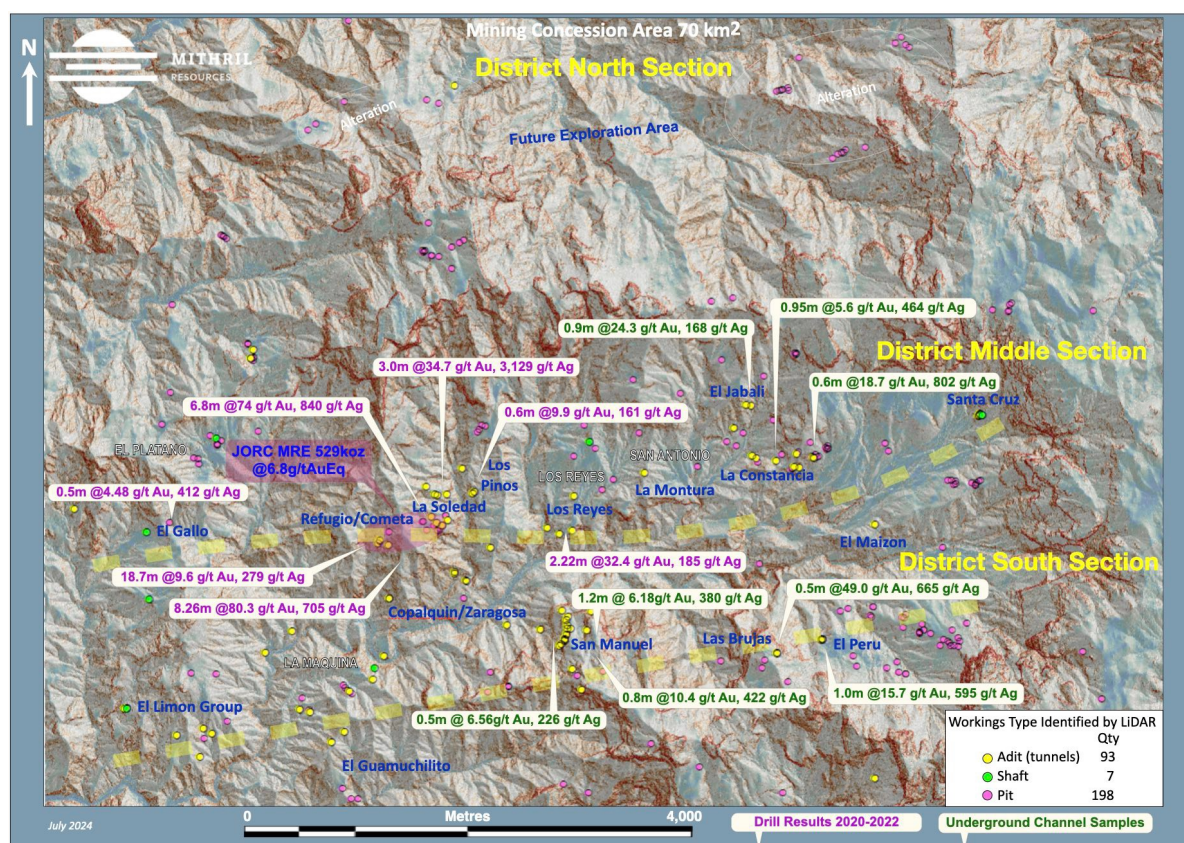 Mining Concession Area 70 km2
N
MITHRIL
RESOURCES
District North Section
Alteration
Alteration
Future Exploration Area
0.95m @5.6 g/t Au, 464 g/t Ag
0.9m @24.3 g/t Au, 168 g/t Ag
District Middle Section
3.0m @34.7 g/t Au, 3,129 g/t Ag
0.6m @18.7 g/t Au, 802 g/t Ag
El Jabali
Santa Cruz
6.8m @74 g/t Au, 840 g/t Ag
0.6m @9.9 g/t Au, 161 g/t Ag
EL PLATANO
JORC MRE 529koz
@6.8g/tAuEq
SAN ANTONIO
Los
Pinos
LOS REYES
La Constancia
0.5m @4.48 g/t Au, 412 g/t Ag
La Montura
La Soledad
Los Reyes
Refugio/Cometa
El Gallo
El Maizon
2.22m @32.4 g/t Au, 185 g/t Ag
District South Section
18.7m @9.6 g/t Au, 279 g/t Ag
0.5m @49.0 g/t Au, 665 g/t Ag
1.2m @ 6.18g/t Au, 380 g/t Ag
8.26m @80.3 g/t Au, 705 g/t Ag
Copalquin/Zaragosa
San Manuel
Las Brujas
El Peru
LA MAQUINA
0.8m @10.4 g/t Au, 422 g/t Ag
1.0m @15.7 g/t Au, 595 g/t Ag
El Limon Group
0.5m @ 6.56g/t Au, 226 g/t Ag
El Guamuchilito
Workings Type Identified by LiDAR
Qty
Adit (tunnels) 93
Shaft 7
Pit 198
July 2024
0 Metres 4,000
Drill Results 2020-2022
Underground Channel Samples